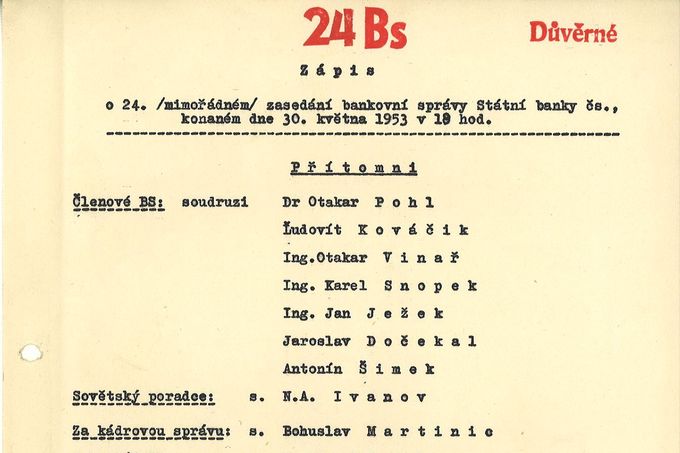 24 Bs
Důvěrné
Zápis
o 24. /mimořádném/ zasedání bankovní správy Státní banky čs.,
konaném dne 30. května 1953 v 18 hod.
Přítomni
Členové BS: soudruzi Dr Otakar Pohl
Ľudovít Kováčik
Ing.Otakar Vinař
Ing. Karel Snopek
Ing. Jan Ježek
Jaroslav Dočekal
Antonín Šimek
Sovětský poradce: s. N.A. Ivanov
Za kádrovou správu: s. Bohuslav Martinic